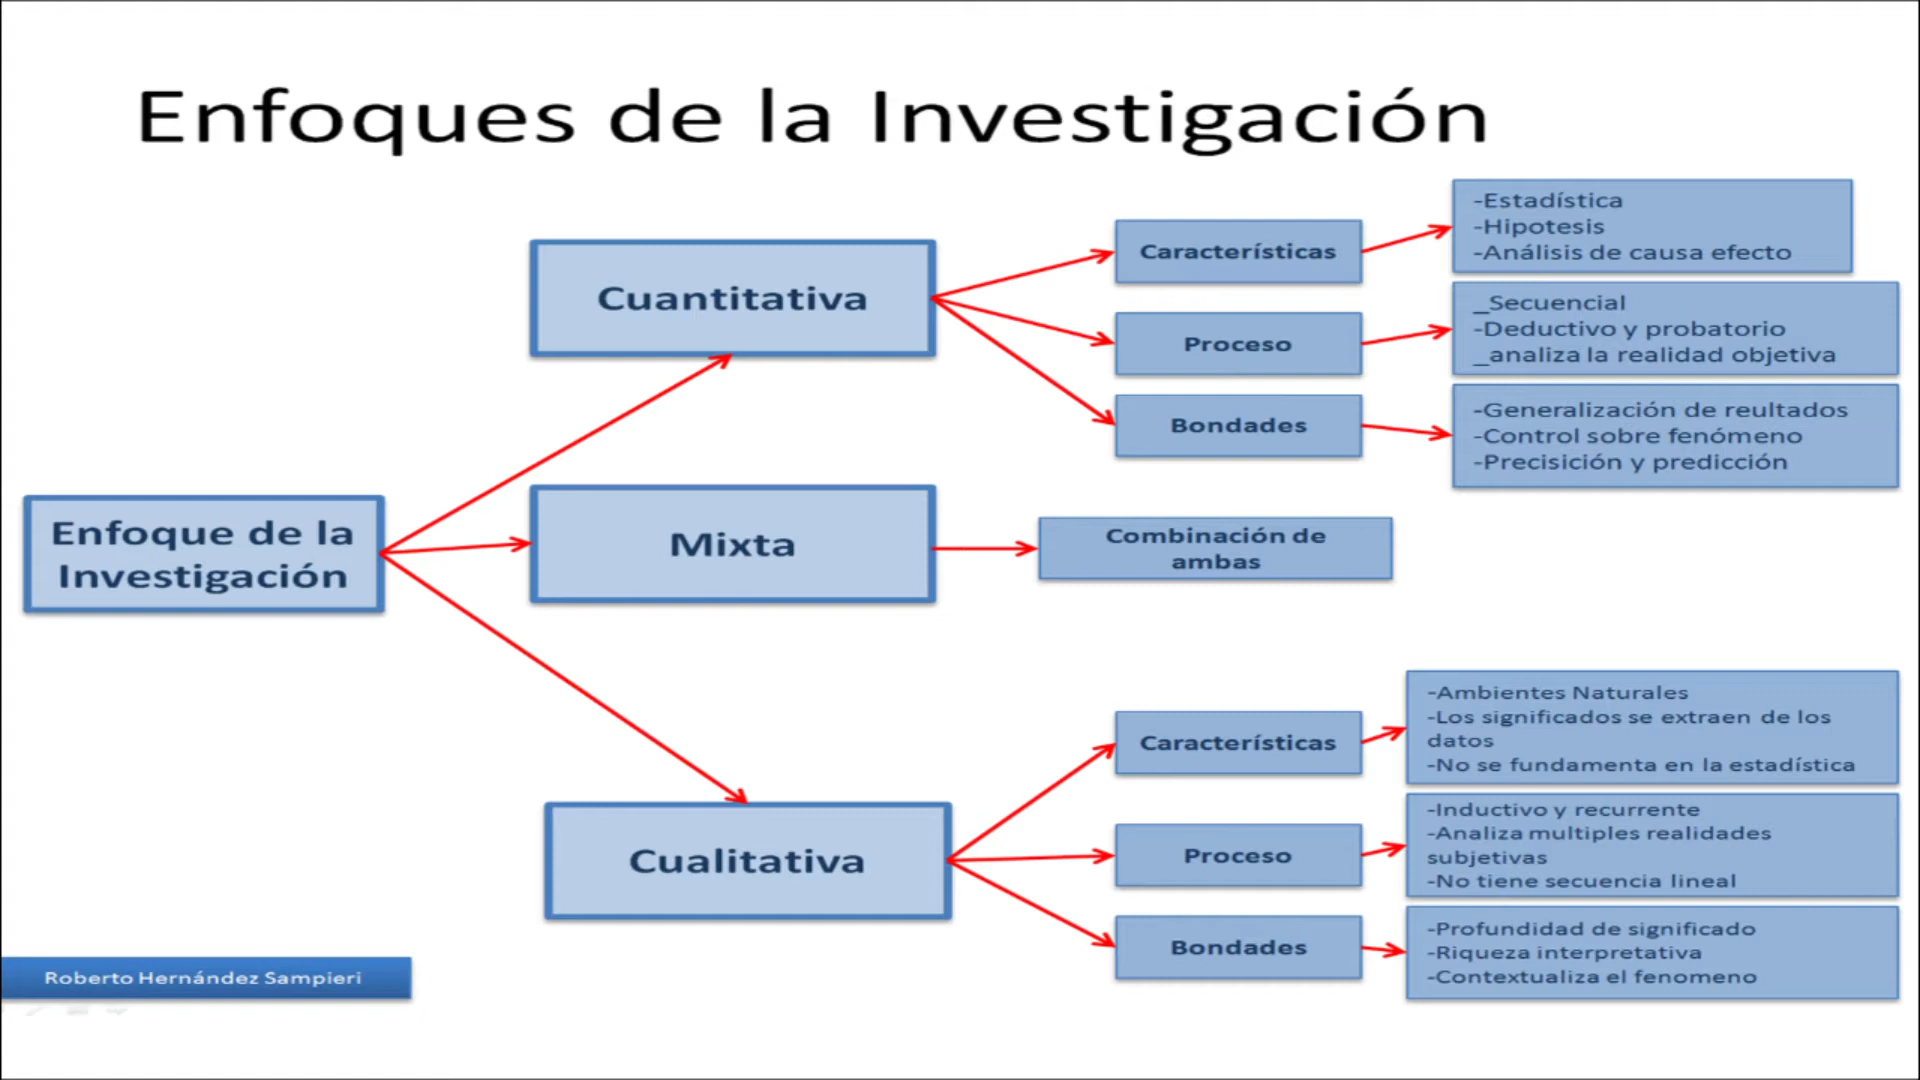 Enfoques de la Investigación
Enfoque de la
Investigación
Cuantitativa
Características
-Estadística
-Hipotesis
-Análisis de causa efecto
Proceso
_Secuencial
-Deductivo y probatorio
_analiza la realidad objetiva
Bondades
-Generalización de reultados
-Control sobre fenómeno
-Precisición y predicción
Mixta
Combinación de
ambas
Cualitativa
Características
-Ambientes Naturales
-Los significados se extraen de los
datos
-No se fundamenta en la estadística
Proceso
-Inductivo y recurrente
-Analiza multiples realidades
subjetivas
-No tiene secuencia lineal
Bondades
-Profundidad de significado
-Riqueza interpretativa
-Contextualiza el fenomeno
Roberto Hernández Sampieri